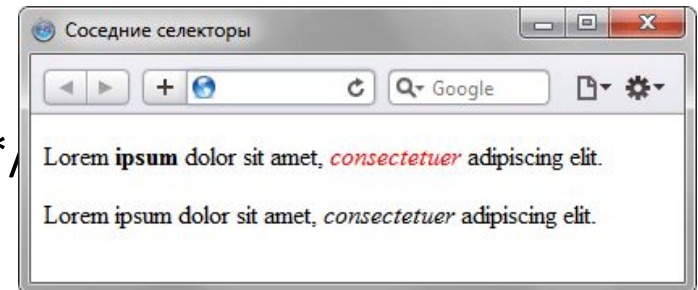 Соседние селекторы
Google
*/
Lorem ipsum dolor sit amet, consectetuer adipiscing elit.
Lorem ipsum dolor sit amet, consectetuer adipiscing elit.